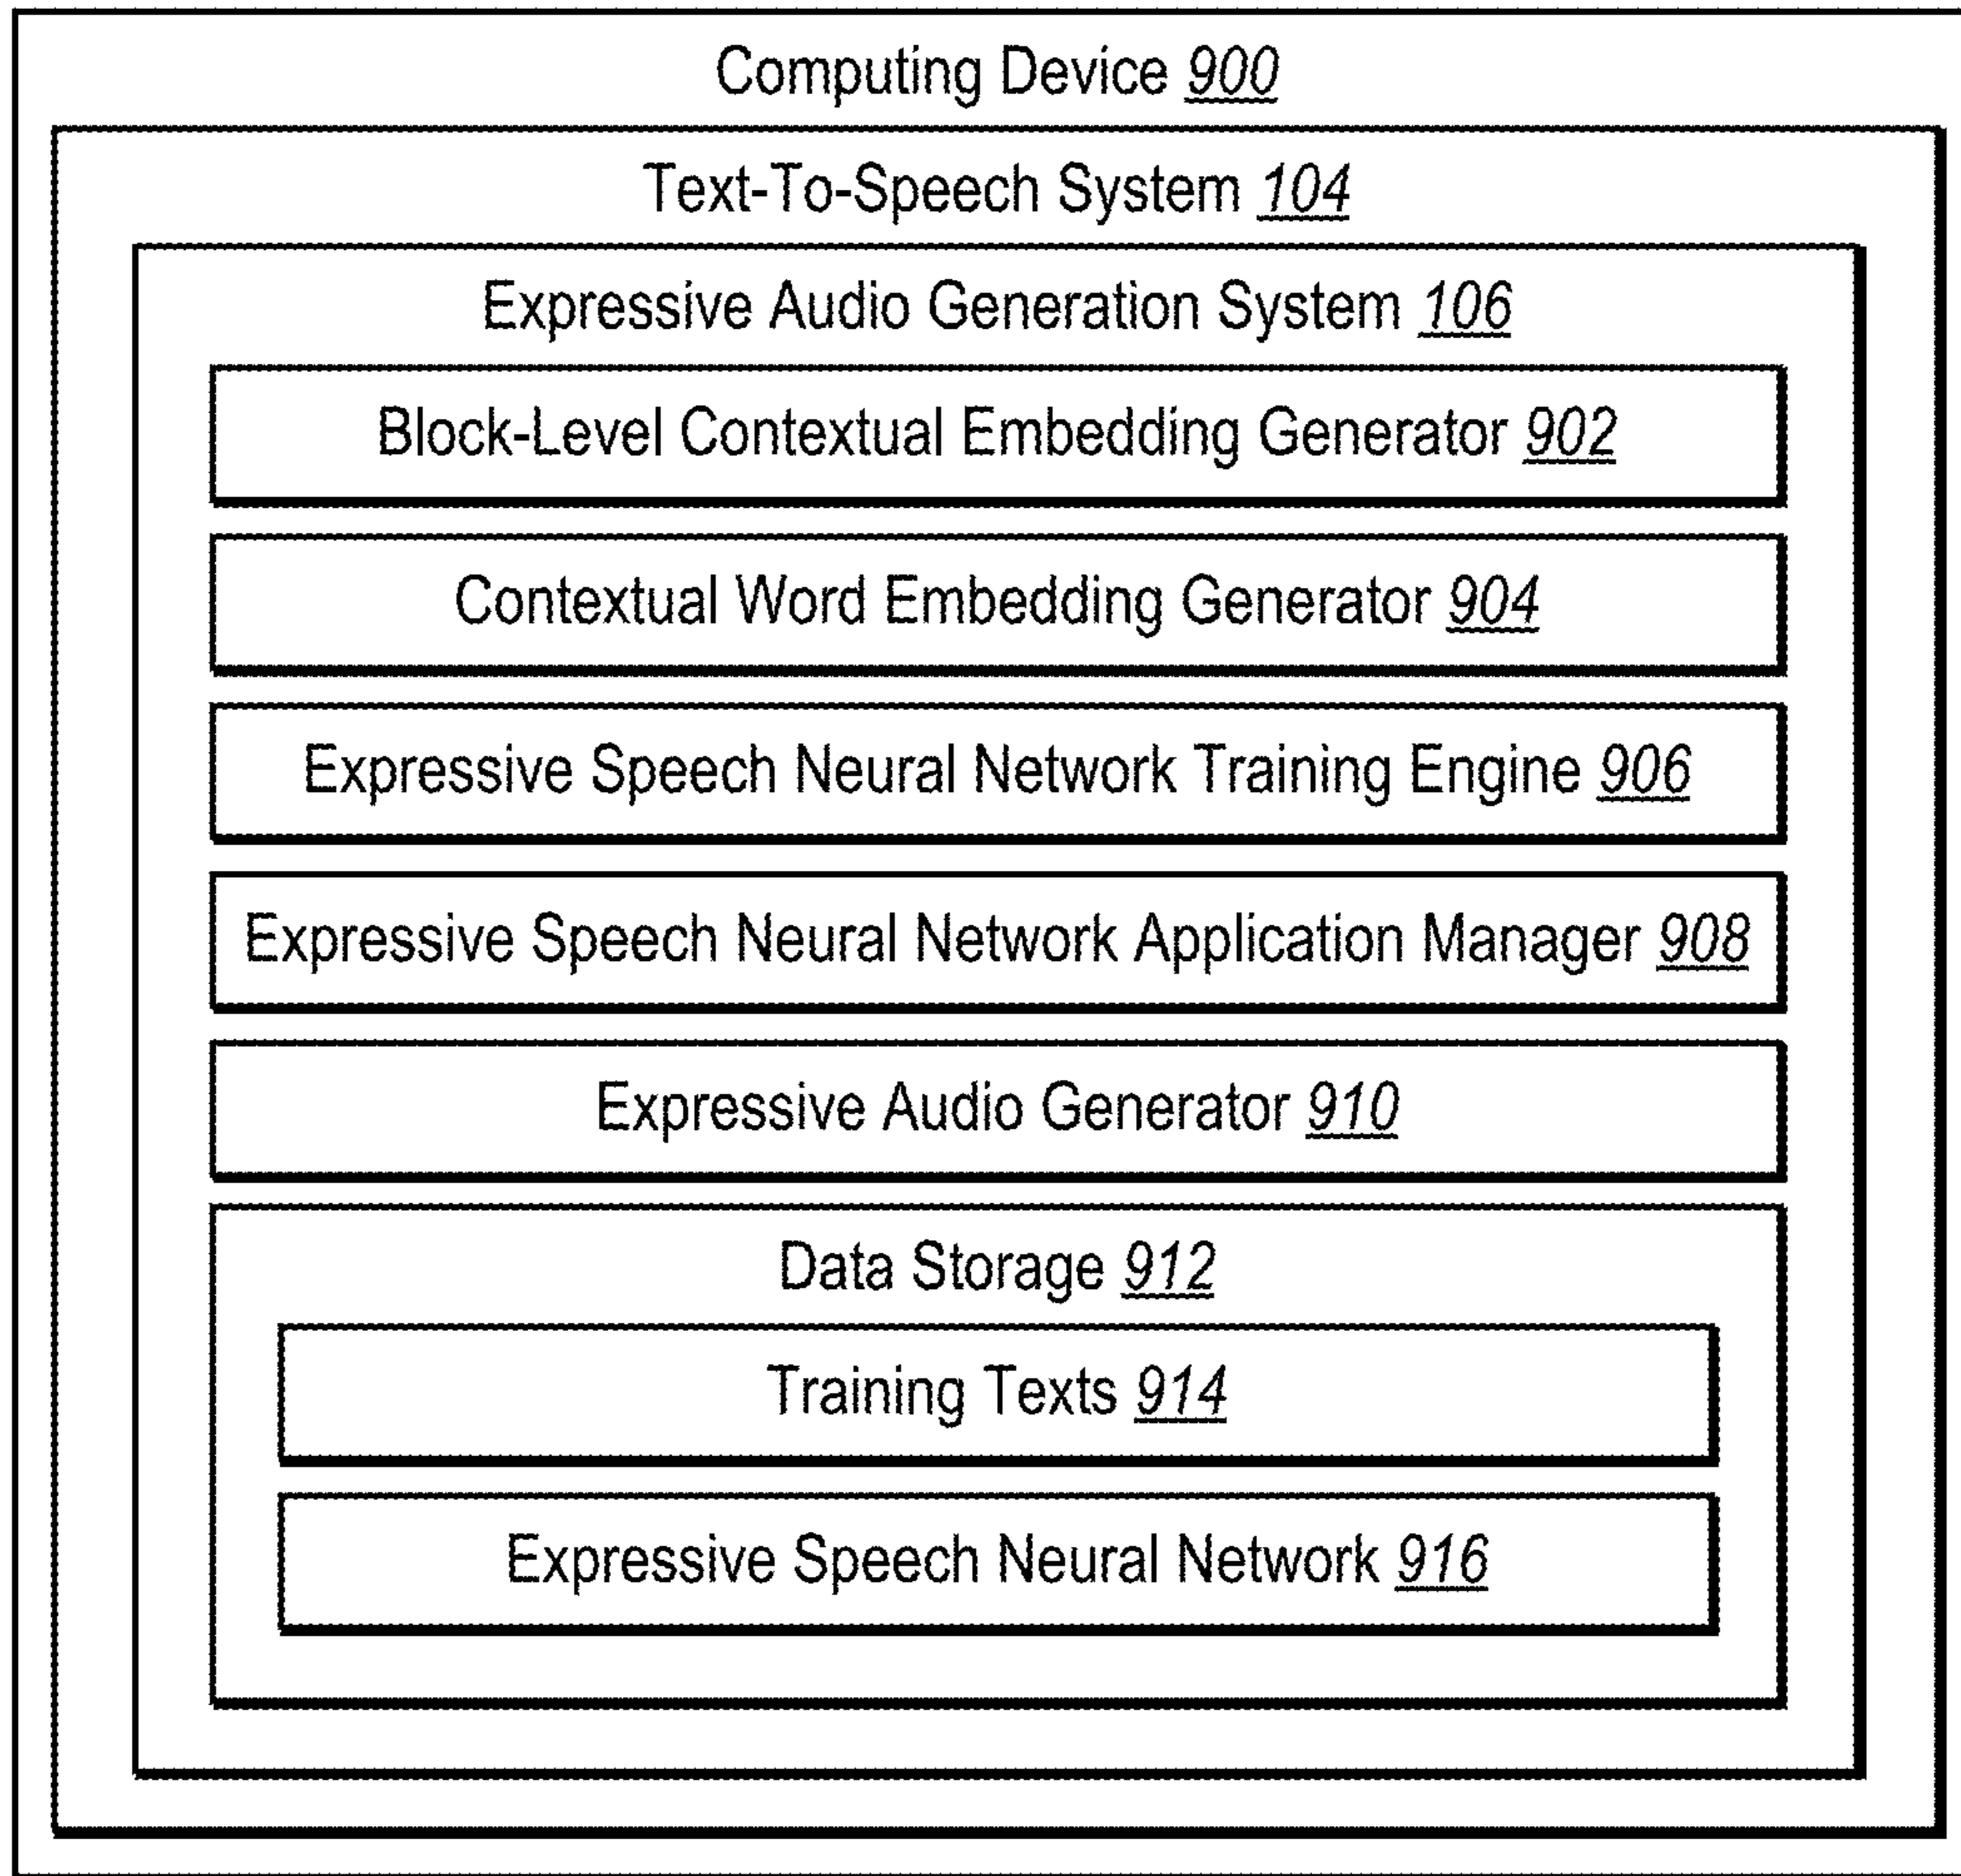 Computing Device 900
Text-To-Speech System 104
Expressive Audio Generation System 106
Block-Level Contextual Embedding Generator 902
Contextual Word Embedding Generator 904
Expressive Speech Neural Network Training Engine 906
Expressive Speech Neural Network Application Manager 908
Expressive Audio Generator 910
Data Storage 912
Training Texts 914
Expressive Speech Neural Network 916